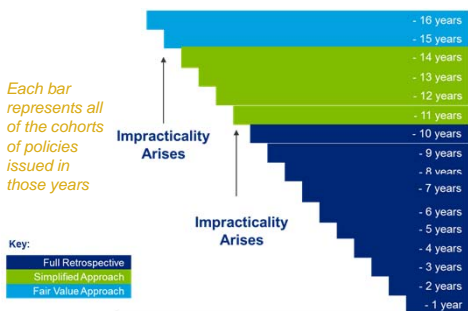 - 16 years
- 15 years
- 14 years
- 13 years
- 12 years
- 11 years
- 10 years
- 9 years
- 8 years
- 7 years
- 6 years
- 5 years
- 4 years
- 3 years
- 2 years
- 1 year
Each bar
represents all
of the cohorts
of policies
issued in
those years
Impracticality
Arises
Impracticality
Arises
Key:
Full Retrospective
Simplified Approach
Fair Value Approach